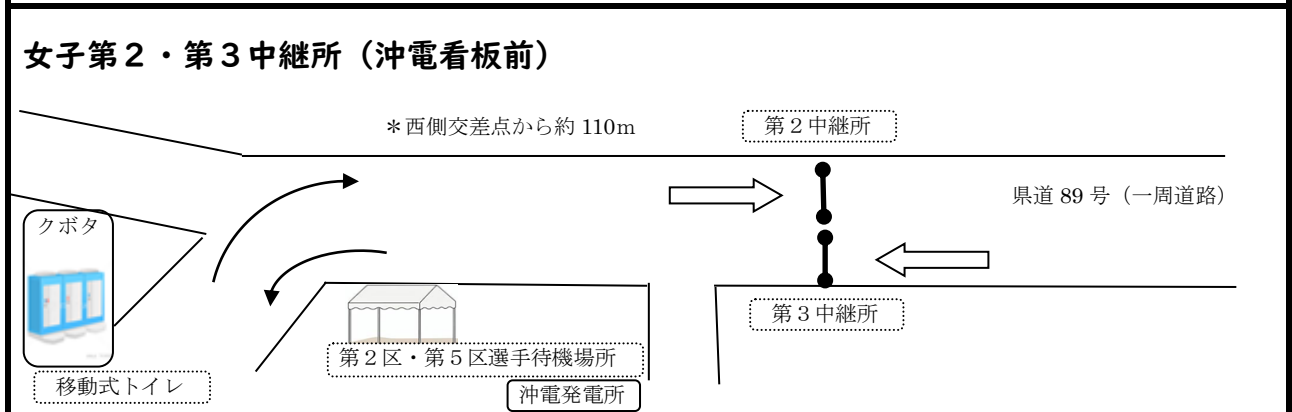 女子第２・第３中継所（沖電看板前）
＊西側交差点から約 110m
第２中継所
県道 89 号（一周道路）
クボタ
第３中継所
第２区・第５区選手待機場所
移動式トイレ
沖電発電所